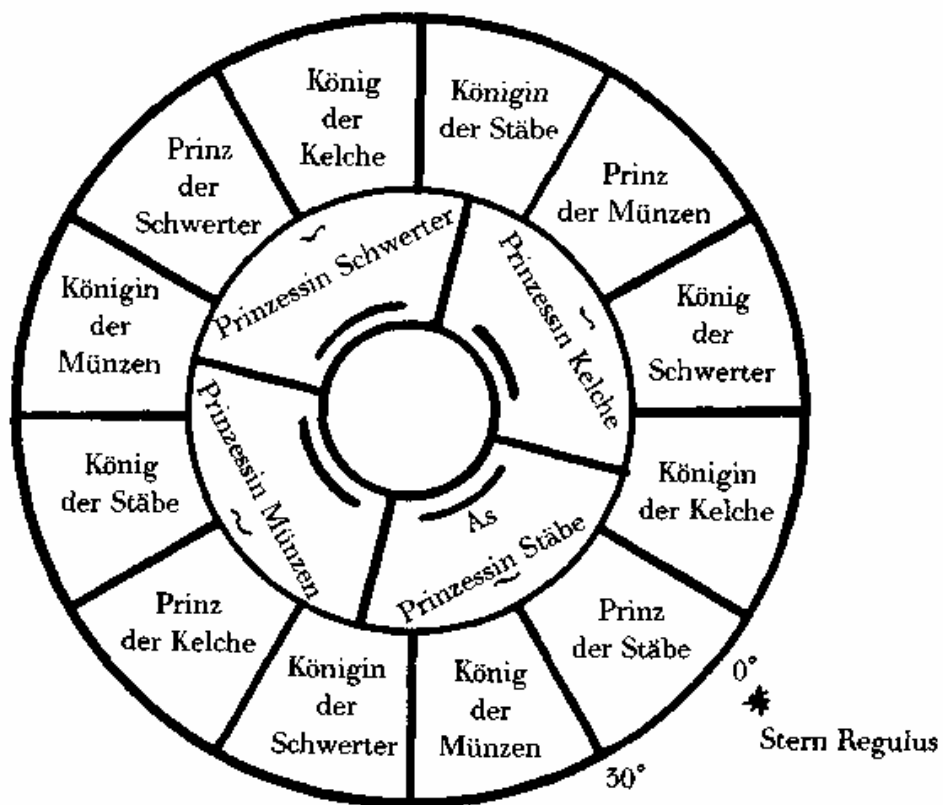 König
der
Kelche
Königin
der Stäbe
Prinz
der
Schwerter
Prinz
der Münzen
Königin
der
Münzen
König
der
Schwerter
König
der Stäbe
Königin
der Kelche
Prinz
der Kelche
Prinz
der Stäbe
Königin
der
Schwerter
König
der
Münzen
Prinzessin Schwerter
Prinzessin Kelche
Prinzessin Münzen
As
Prinzessin Stäbe
0°
Stern Regulus
30°